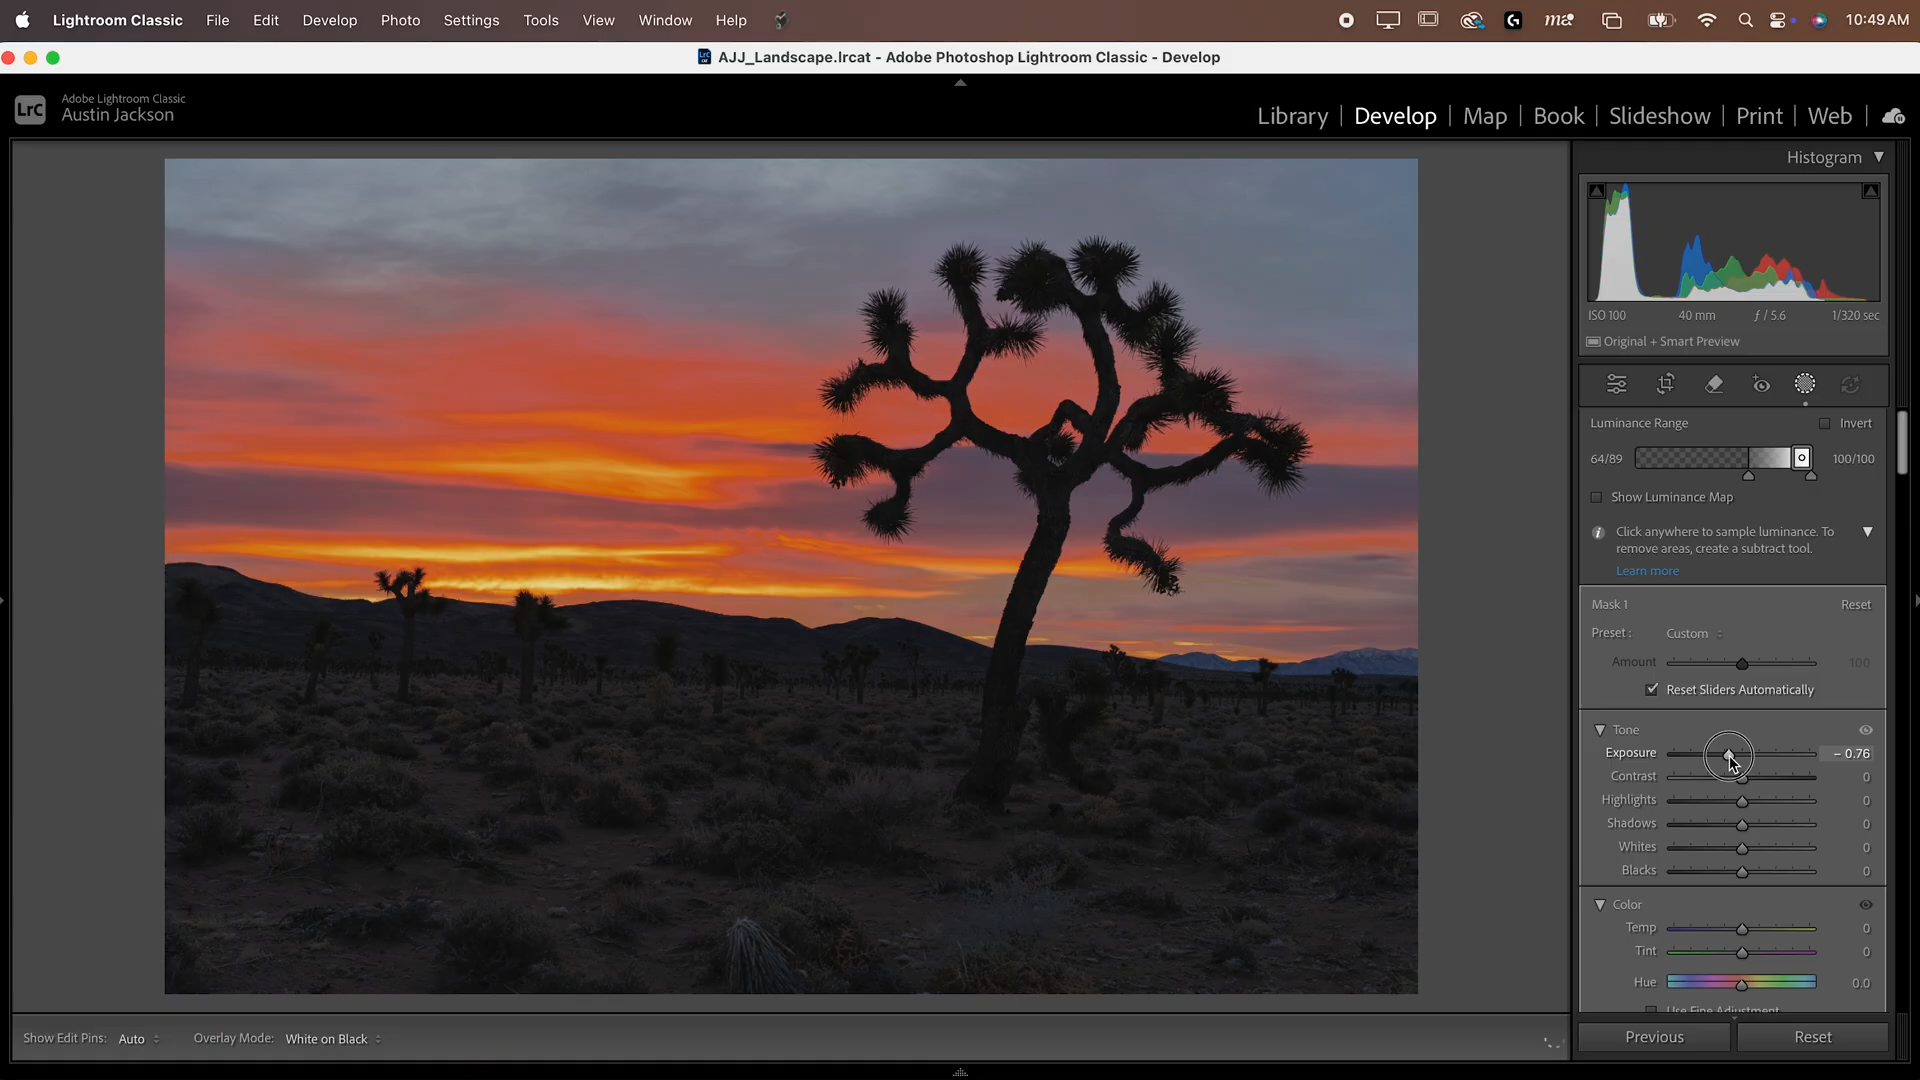 Lightroom Classic File Edit Develop Photo Settings Tools View Window Help 10:49 AM
LrC AJJ_Landscape.lrcat - Adobe Photoshop Lightroom Classic - Develop
LrC Adobe Lightroom Classic
Austin Jackson
Library | Develop | Map | Book | Slideshow | Print | Web |
Histogram
ISO 100 40 mm ƒ / 5.6 1/320 sec
Original + Smart Preview
Luminance Range Invert
64/89 100/100
Show Luminance Map
Click anywhere to sample luminance. To
remove areas, create a subtract tool.
Learn more
Mask 1 Reset
Preset : Custom
Amount 100
Reset Sliders Automatically
Tone
Exposure – 0.76
Contrast 0
Highlights 0
Shadows 0
Whites 0
Blacks 0
Color
Temp 0
Tint 0
Hue 0.0
Use Fine Adjustment
Show Edit Pins: Auto Overlay Mode: White on Black Previous Reset